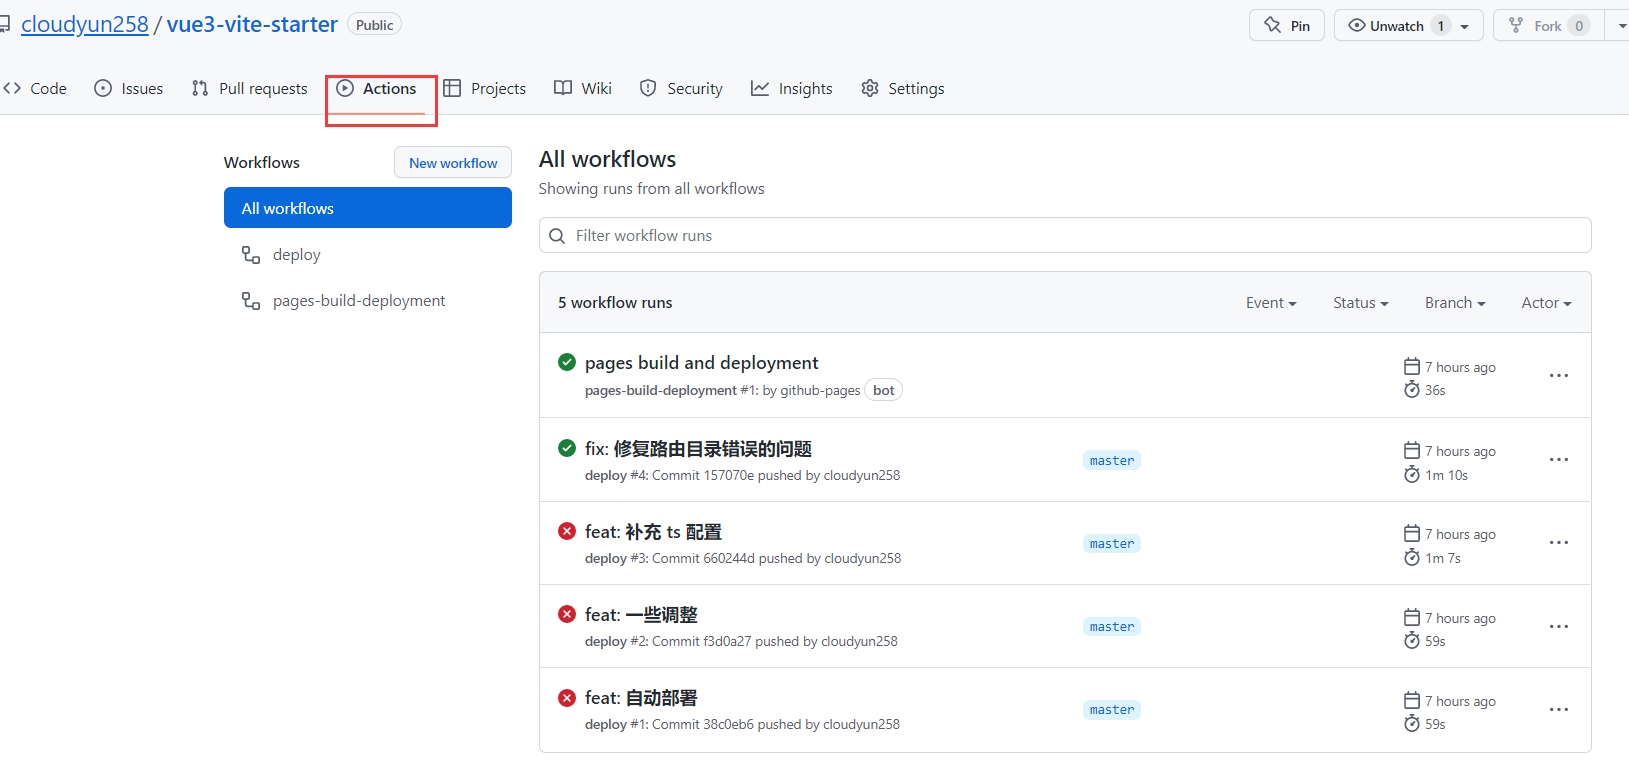 cloudyun258 / vue3-vite-starter Public
Pin Unwatch 1 Fork 0
Code Issues Pull requests Actions Projects Wiki Security Insights Settings
Workflows New workflow
All workflows
deploy
pages-build-deployment
All workflows
Showing runs from all workflows
Filter workflow runs
5 workflow runs Event Status Branch Actor
pages build and deployment
pages-build-deployment #1: by github-pages bot
7 hours ago
36s
fix: 修复路由目录错误的问题
deploy #4: Commit 157070e pushed by cloudyun258
master
7 hours ago
1m 10s
feat: 补充 ts 配置
deploy #3: Commit 660244d pushed by cloudyun258
master
7 hours ago
1m 7s
feat: 一些调整
deploy #2: Commit f3d0a27 pushed by cloudyun258
master
7 hours ago
59s
feat: 自动部署
deploy #1: Commit 38c0eb6 pushed by cloudyun258
master
7 hours ago
59s